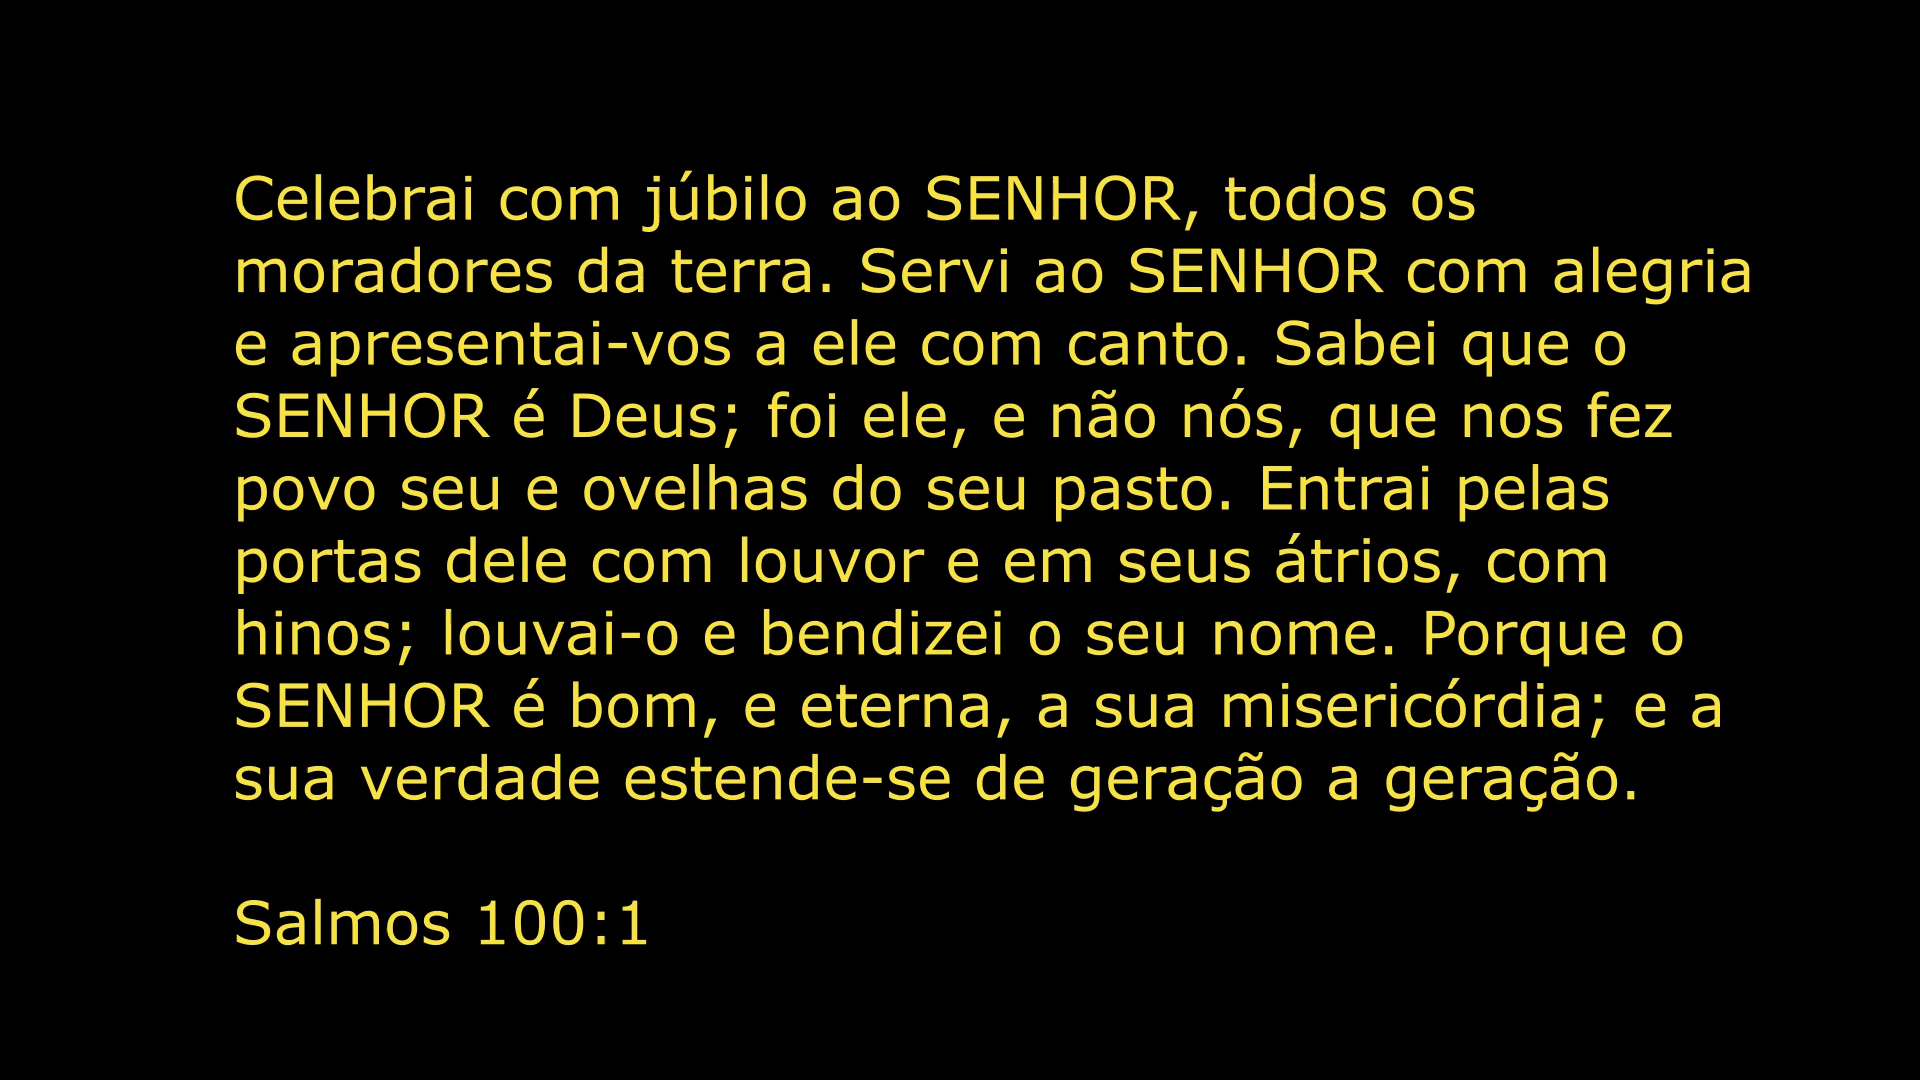 Celebrai com júbilo ao SENHOR, todos os
moradores da terra. Servi ao SENHOR com alegria
e apresentai-vos a ele com canto. Sabei que o
SENHOR é Deus; foi ele, e não nós, que nos fez
povo seu e ovelhas do seu pasto. Entrai pelas
portas dele com louvor e em seus átrios, com
hinos; louvai-o e bendizei o seu nome. Porque o
SENHOR é bom, e eterna, a sua misericórdia; e a
sua verdade estende-se de geração a geração.
Salmos 100:1